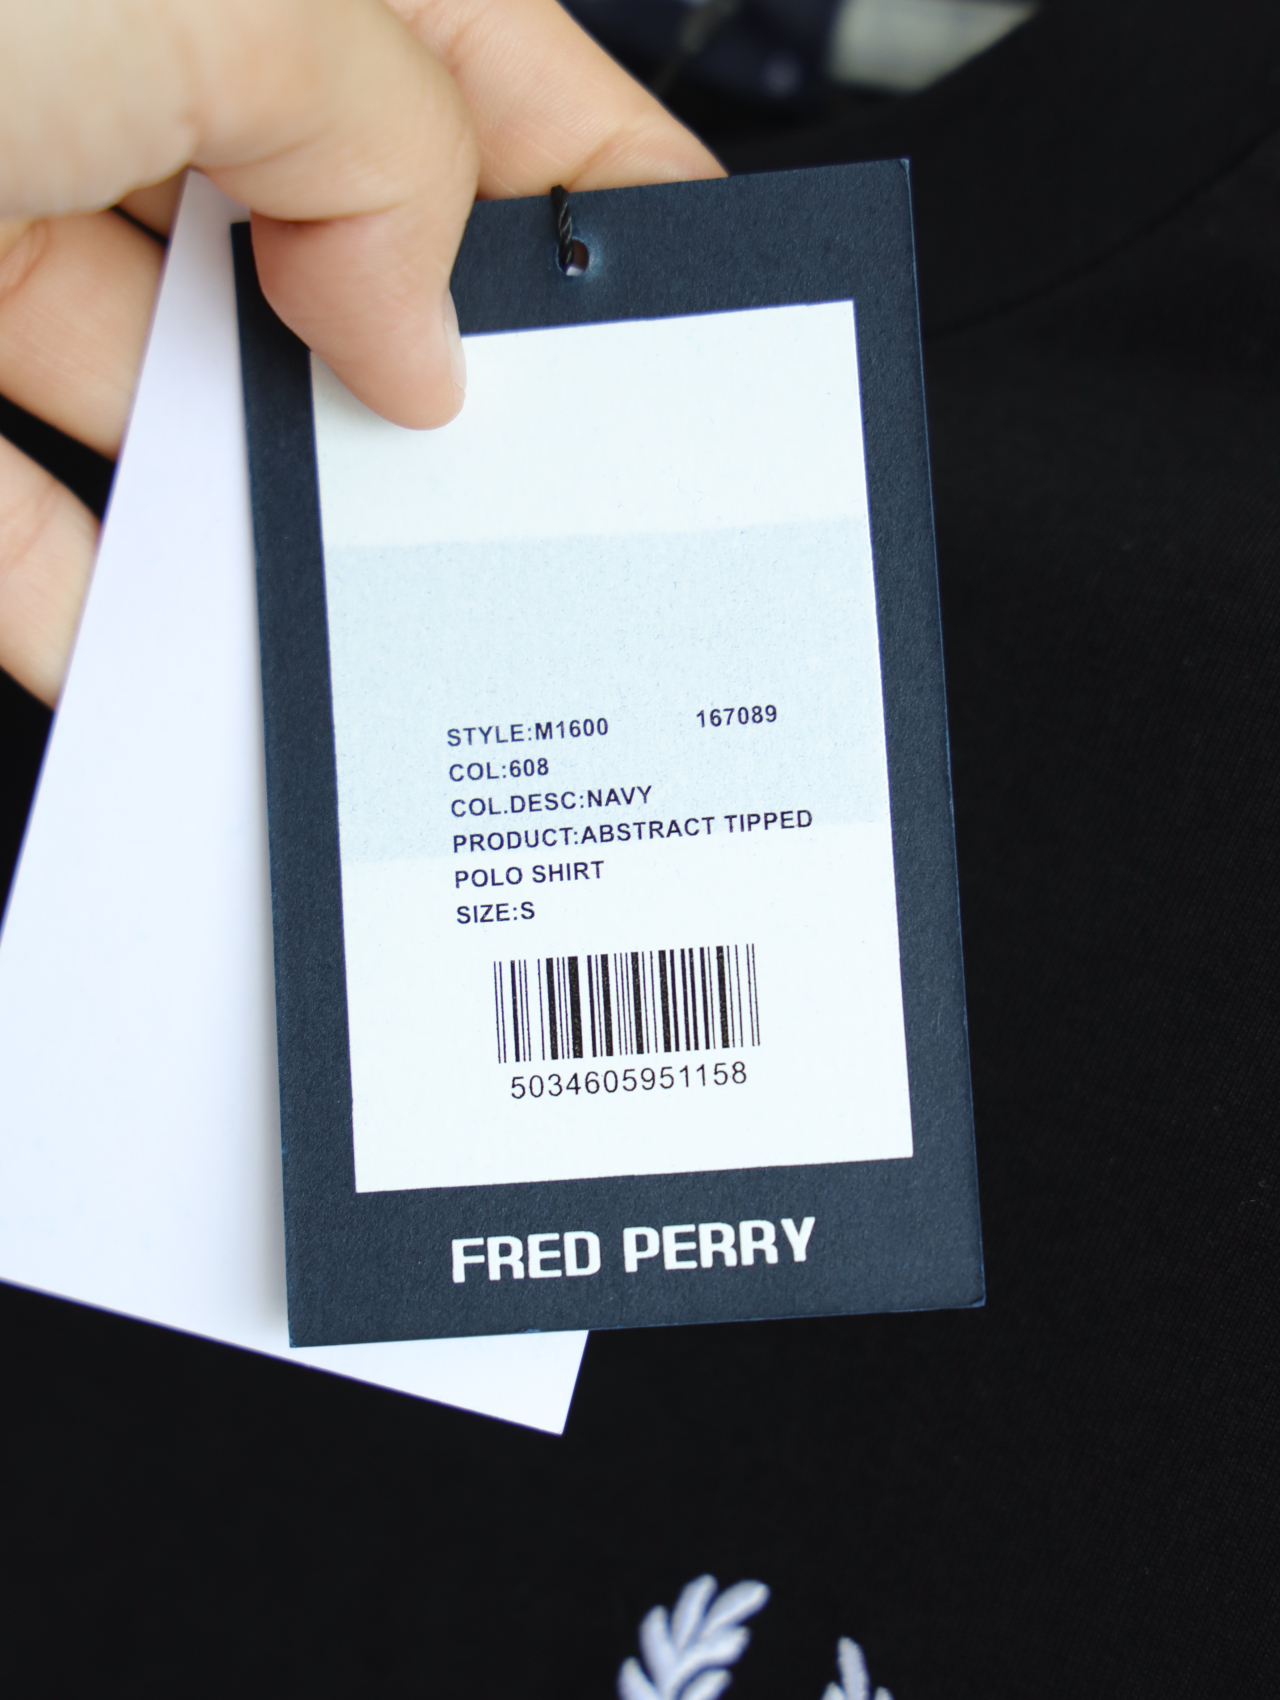 STYLE:M1600 167089
COL:608
COL.DESC:NAVY
PRODUCT:ABSTRACT TIPPED
POLO SHIRT
SIZE:S
5034605951158
FRED PERRY